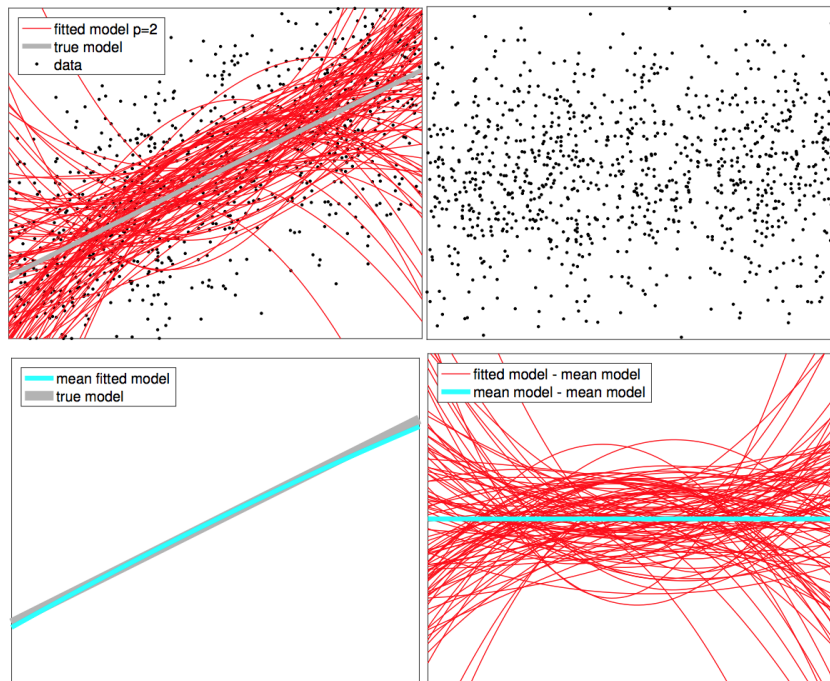 fitted model p=2
true model
data
mean fitted model
true model
fitted model - mean model
mean model - mean model